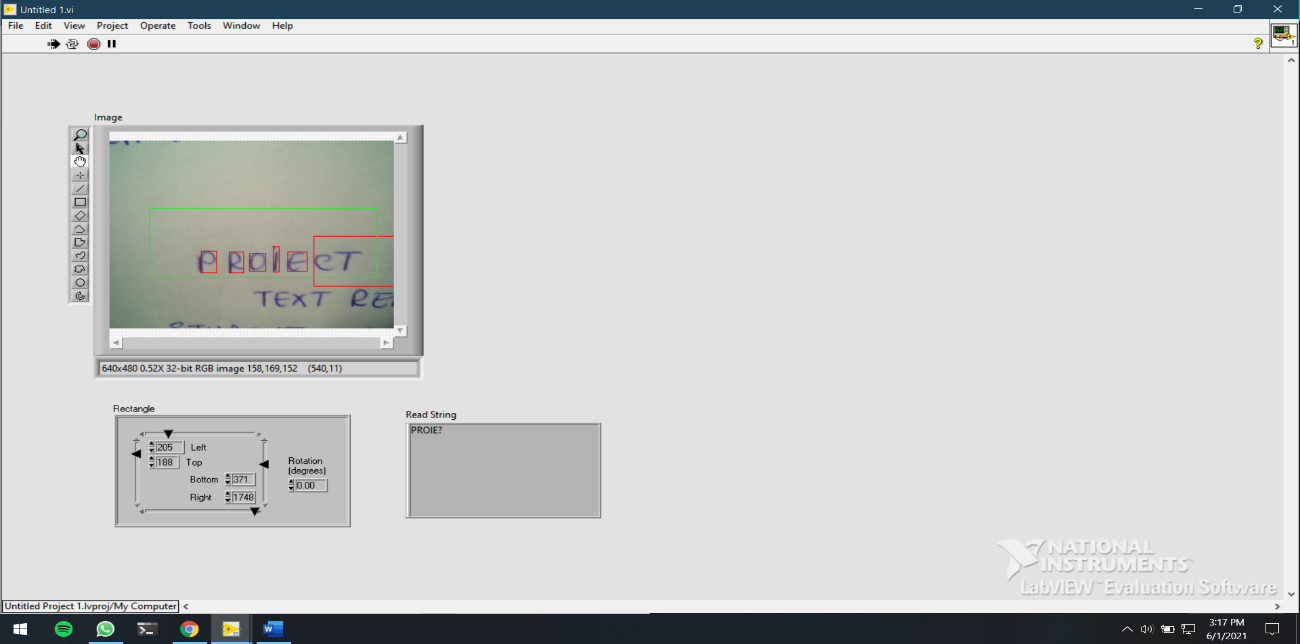 Untitled 1.vi
File Edit View Project Operate Tools Window Help
1
Image
PROJECT
TEXT RE
640x480 0.52X 32-bit RGB image 158,169,152 (540,11)
Rectangle
205 Left
188 Top
Bottom 371
Right 1748
Rotation
(degrees)
0.00
Read String
PROIE?
NATIONAL
INSTRUMENTS™
LabVIEW™ Evaluation Software
Untitled Project 1.lvproj/My Computer
3:17 PM
6/1/2021